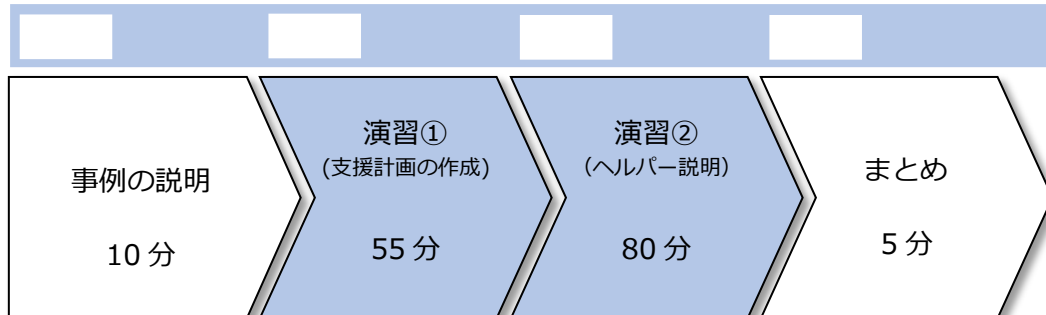 事例の説明
10 分
演習①
(支援計画の作成)
55 分
演習②
(ヘルパー説明)
80 分
まとめ
5 分